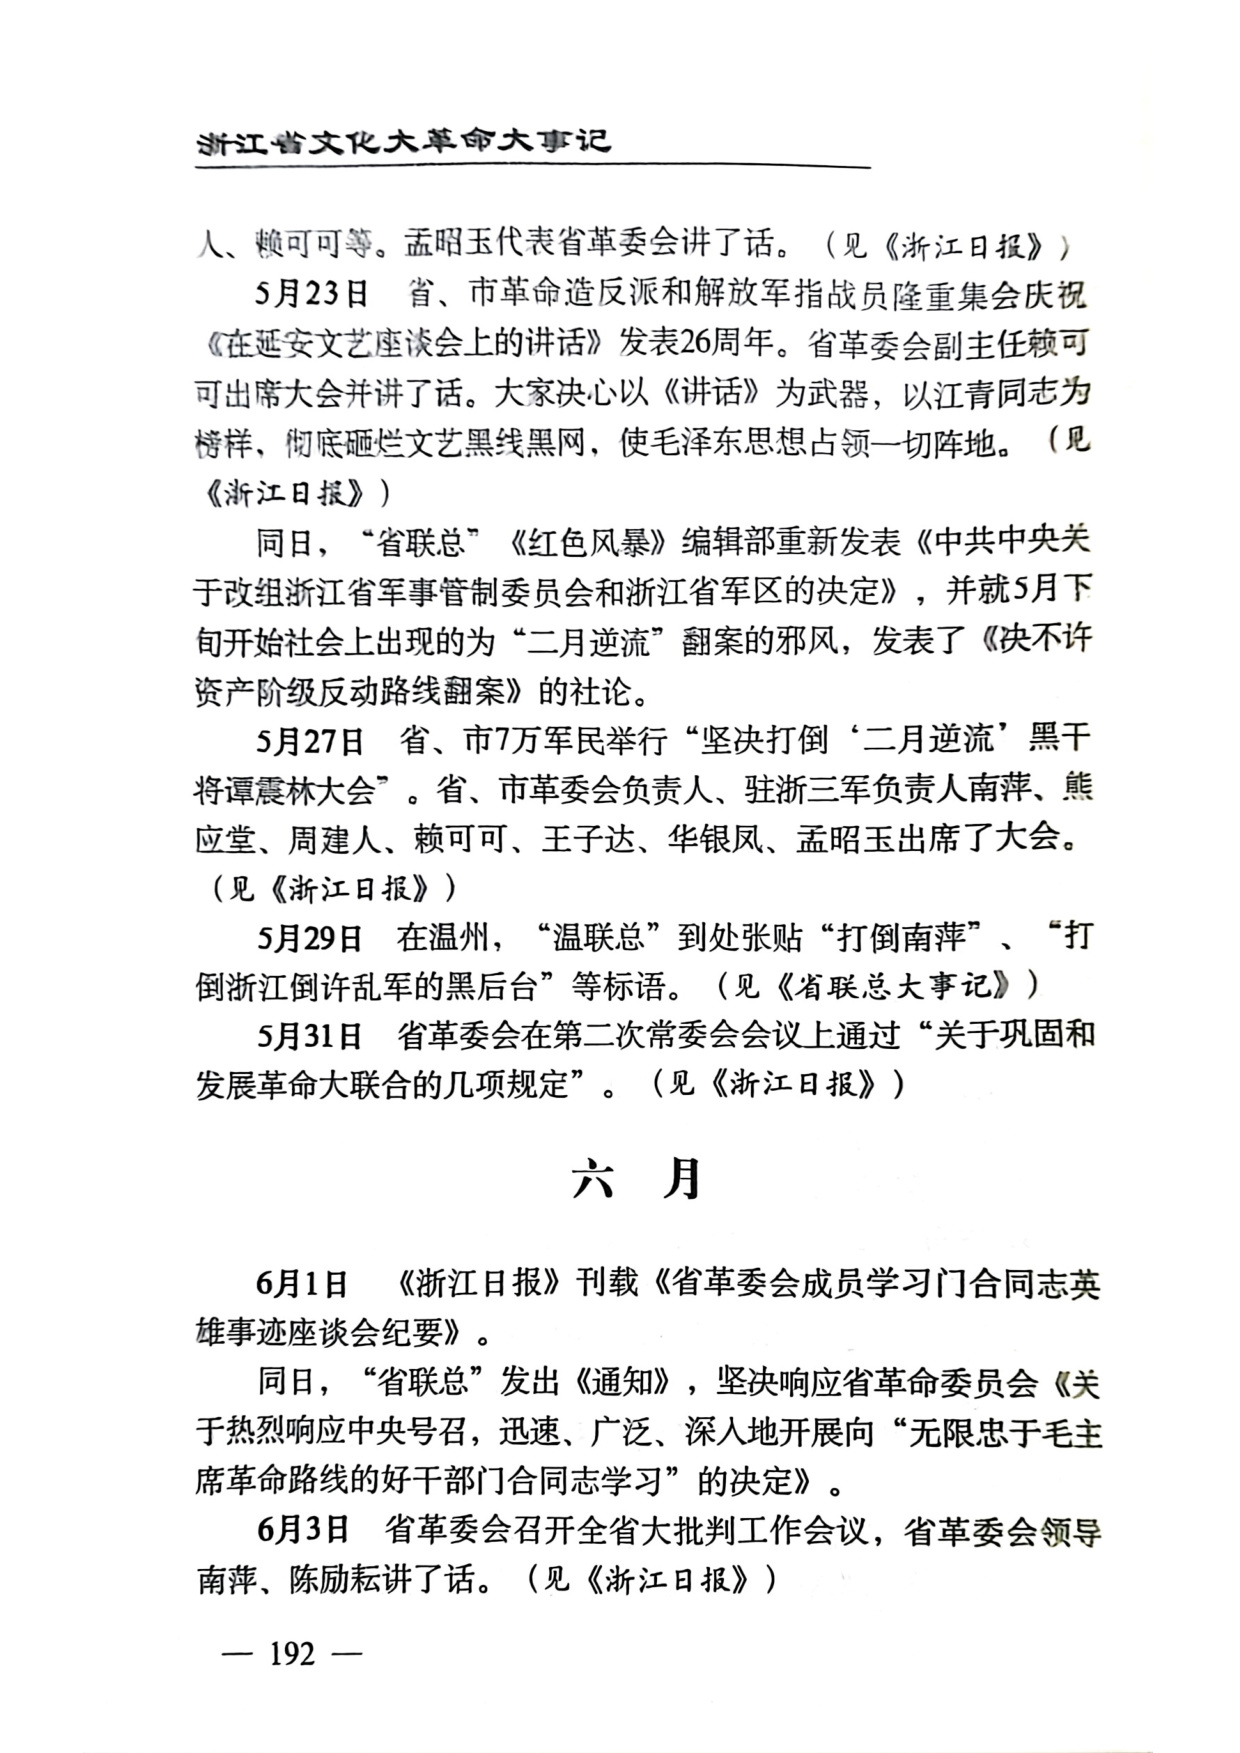 浙江省文化大革命大事记
人、赖可可等。孟昭玉代表省革委会讲了话。（见《浙江日报》）
5月23日　省、市革命造反派和解放军指战员隆重集会庆祝
《在延安文艺座谈会上的讲话》发表26周年。省革委会副主任赖可
可出席大会并讲了话。大家决心以《讲话》为武器，以江青同志为
榜样，彻底砸烂文艺黑线黑网，使毛泽东思想占领一切阵地。（见
《浙江日报》）
同日，“省联总”《红色风暴》编辑部重新发表《中共中央关
于改组浙江省军事管制委员会和浙江省军区的决定》，并就5月下
旬开始社会上出现的为“二月逆流”翻案的邪风，发表了《决不许
资产阶级反动路线翻案》的社论。
5月27日　省、市7万军民举行“坚决打倒‘二月逆流’黑干
将谭震林大会”。省、市革委会负责人、驻浙三军负责人南萍、熊
应堂、周建人、赖可可、王子达、华银凤、孟昭玉出席了大会。
（见《浙江日报》）
5月29日　在温州，“温联总”到处张贴“打倒南萍”、“打
倒浙江倒许乱军的黑后台”等标语。（见《省联总大事记》）
5月31日　省革委会在第二次常委会会议上通过“关于巩固和
发展革命大联合的几项规定”。（见《浙江日报》）
六　月
6月1日　《浙江日报》刊载《省革委会成员学习门合同志英
雄事迹座谈会纪要》。
同日，“省联总”发出《通知》，坚决响应省革命委员会《关
于热烈响应中央号召，迅速、广泛、深入地开展向“无限忠于毛主
席革命路线的好干部门合同志学习”的决定》。
6月3日　省革委会召开全省大批判工作会议，省革委会领导
南萍、陈励耘讲了话。（见《浙江日报》）
— 192 —